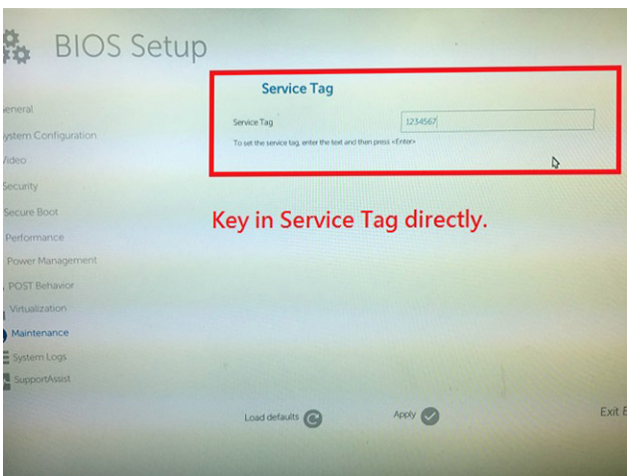 BIOS Setup
Service Tag
Service Tag
1234567
To set the service tag, enter the text and then press <Enter>
Key in Service Tag directly.
General
System Configuration
Video
Security
Secure Boot
Performance
Power Management
POST Behavior
Virtualization
Maintenance
System Logs
SupportAssist
Load defaults
Apply
Exit